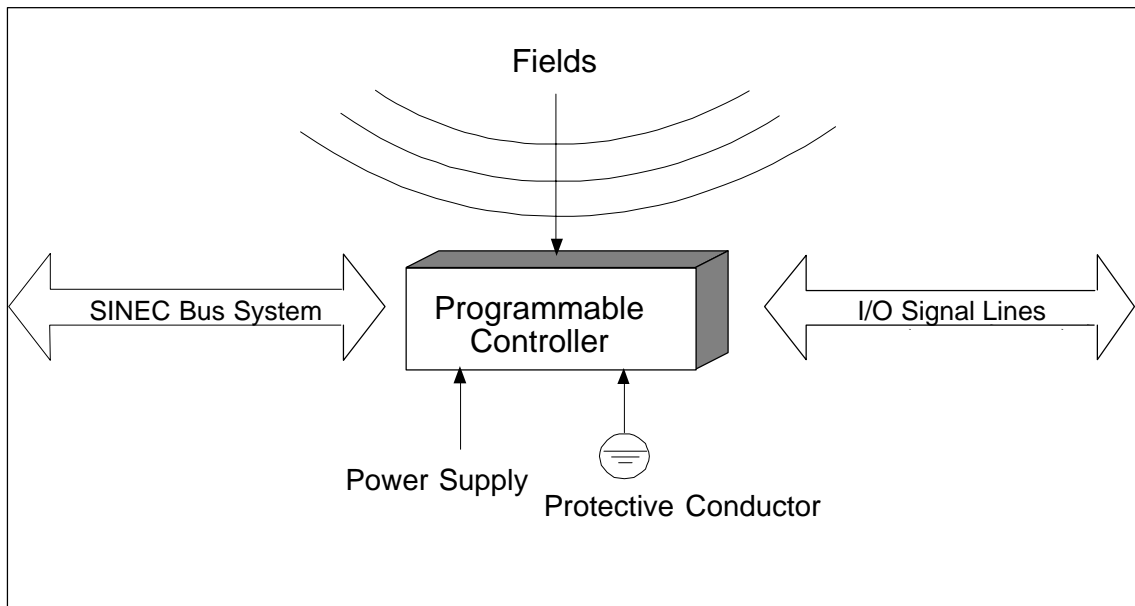 Fields
SINEC Bus System
Programmable
Controller
I/O Signal Lines
Power Supply
Protective Conductor